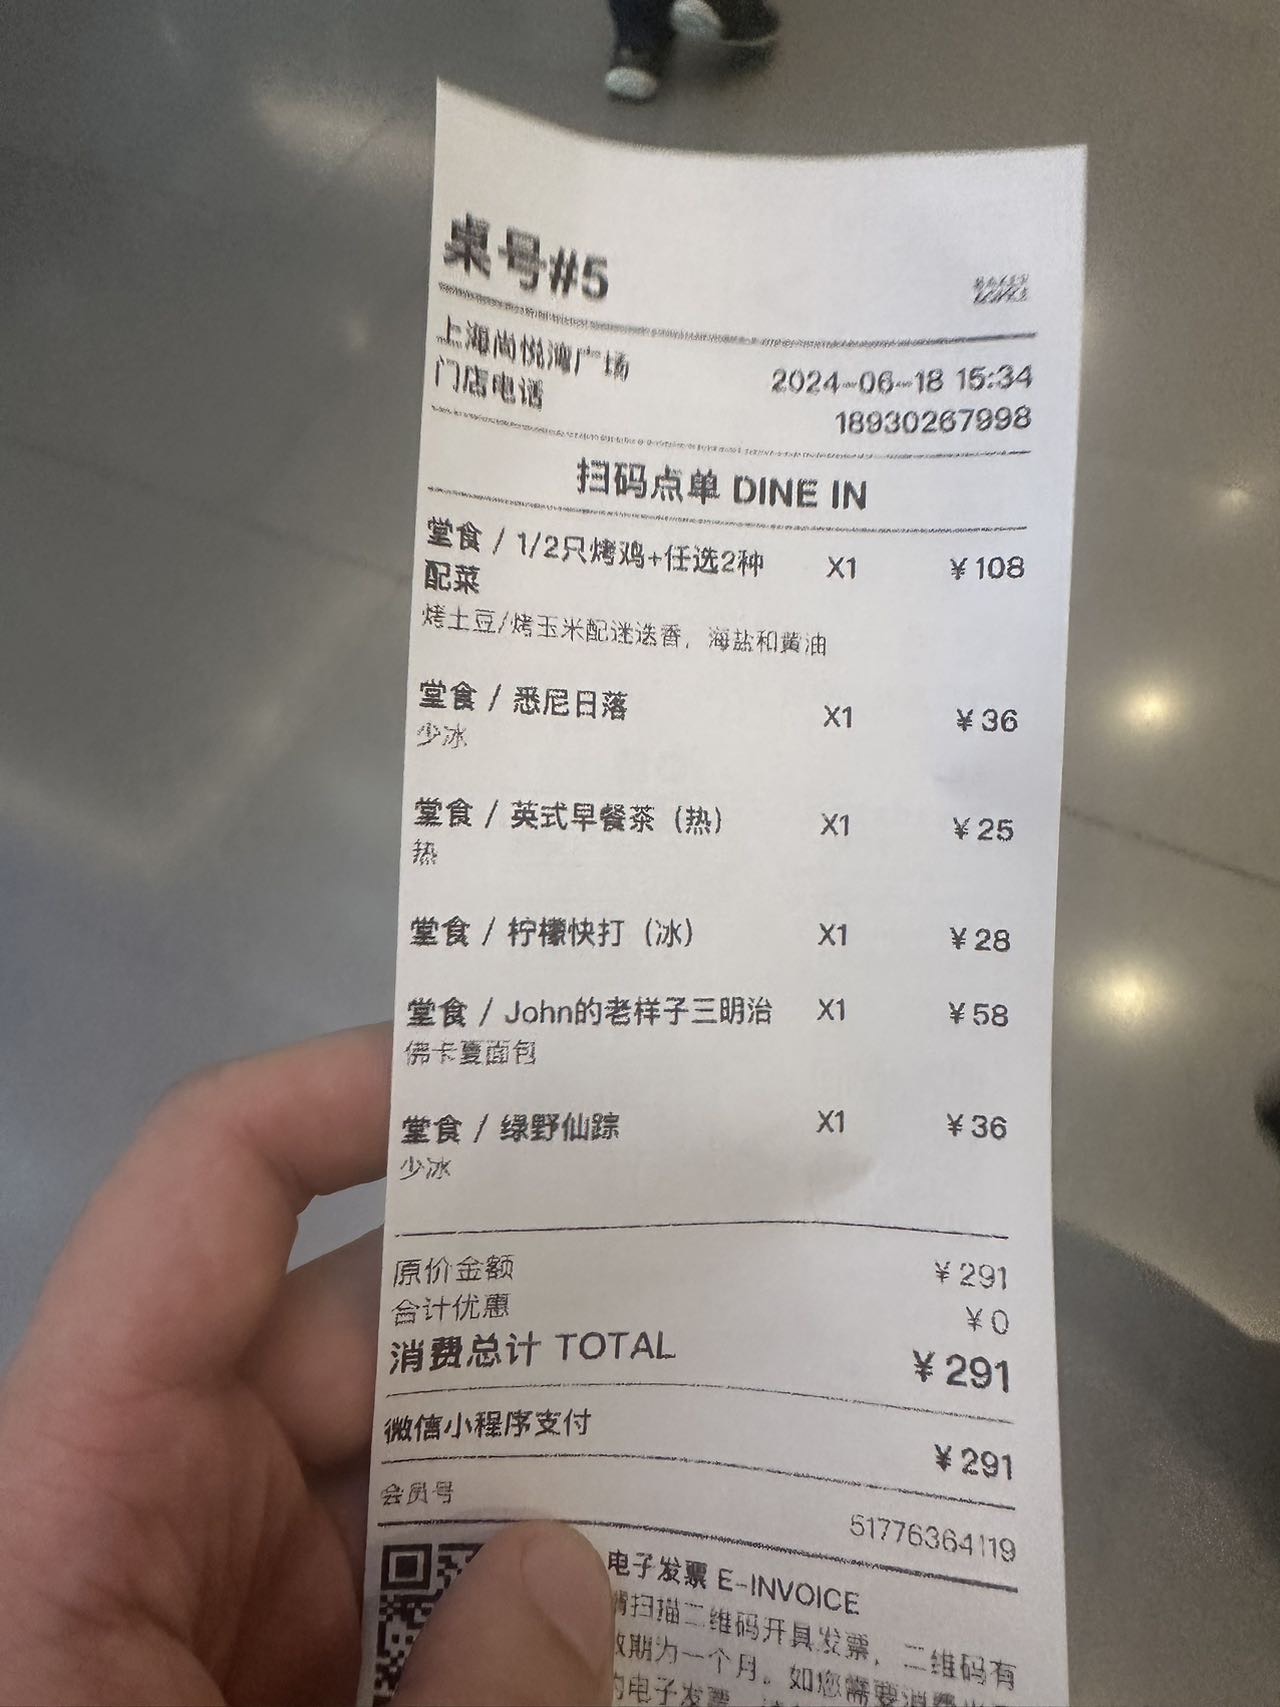 桌号#5
上海尚悦湾广场
门店电话
2024-06-18 15:34
18930267998
扫码点单 DINE IN
堂食 / 1/2只烤鸡+任选2种 X1 ¥108
配菜
烤土豆/烤玉米配迷迭香，海盐和黄油
堂食 / 悉尼日落 X1 ¥36
少冰
堂食 / 英式早餐茶（热） X1 ¥25
热
堂食 / 柠檬快打（冰） X1 ¥28
堂食 / John的老样子三明治 X1 ¥58
佛卡夏面包
堂食 / 绿野仙踪 X1 ¥36
少冰
原价金额 ¥291
合计优惠 ¥0
消费总计 TOTAL ¥291
微信小程序支付 ¥291
会员号 51776364119
电子发票 E-INVOICE
扫描二维码开具发票，二维码有
期为一个月。如您需要消费
的电子发票